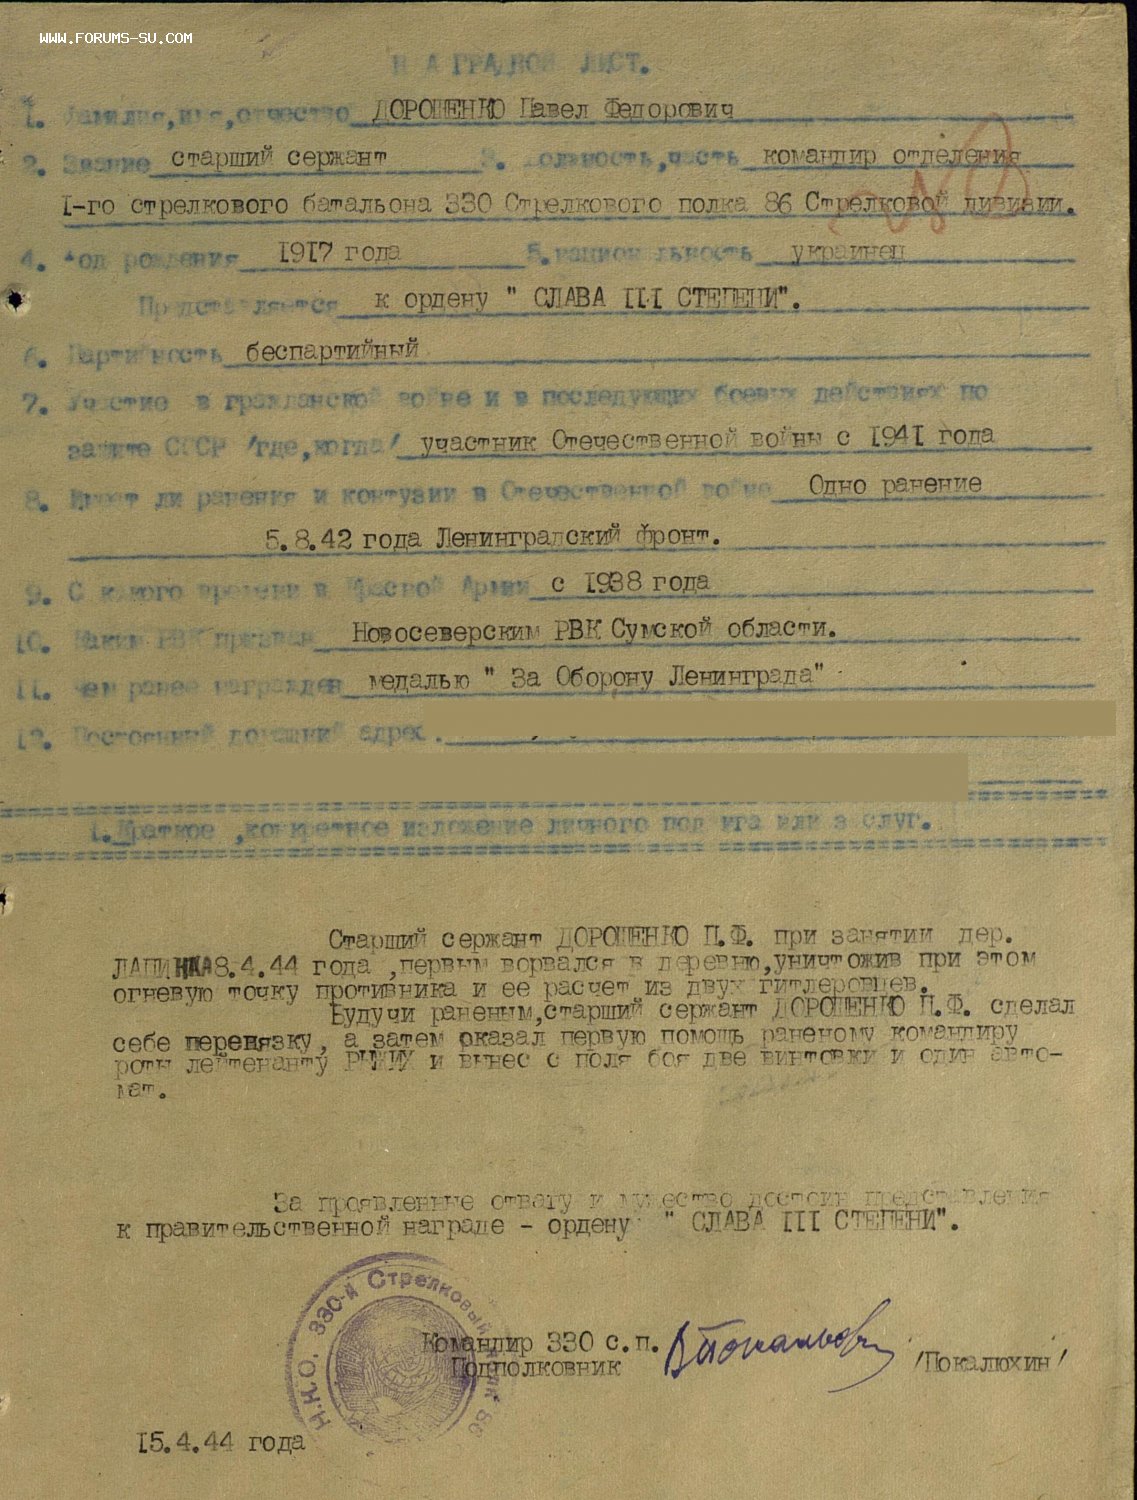 WWW.FORUMS-SU.COM
НАГРАДНОЙ ЛИСТ.
1. Фамилия,имя,отчество ДОРОШЕНКО Павел Федорович
2. Звание старший сержант 3. Должность,часть командир отделения
I-го стрелкового батальона 330 Стрелкового полка 86 Стрелковой дивизии.
4. Год рождения 1917 года 5. национальность украинец
Представляется к ордену " СЛАВА III СТЕПЕНИ".
6. Партийность беспартийный
7. Участие в гражданской войне и в последующих боевых действиях по
защите СССР /где,когда/ участник Отечественной войны с 1941 года
8. Имеет ли ранения и контузии в Отечественной войне Одно ранение
5.8.42 года Ленинградский фронт.
9. С какого времени в Красной Армии с 1938 года
10. Каким РВК призван Новосеверским РВК Сумской области.
11. Чем ранее награжден медалью " За Оборону Ленинграда"
12. Постоянный домашний адрес.
1. Краткое ,конкретное изложение личного подвига или заслуг.
Старший сержант ДОРОШЕНКО П.Ф. при занятии дер.
ЛАПИНКА 8.4.44 года ,первым ворвался в деревню,уничтожив при этом
огневую точку противника и ее расчет из двух гитлеровцев.
Будучи раненым,старший сержант ДОРОШЕНКО П.Ф. сделал
себе перевязку, а затем оказал первую помощь раненому командиру
роты лейтенанту РЫЖИХ и вынес с поля боя две винтовки и один авто-
мат.
За проявленные отвагу и мужество достоин представления
к правительственной награде - ордену " СЛАВА III СТЕПЕНИ".
Н.К.О. 330-й Стрелковый 86
Командир 330 с.п.
Подполковник /Покалюхин/
15.4.44 года